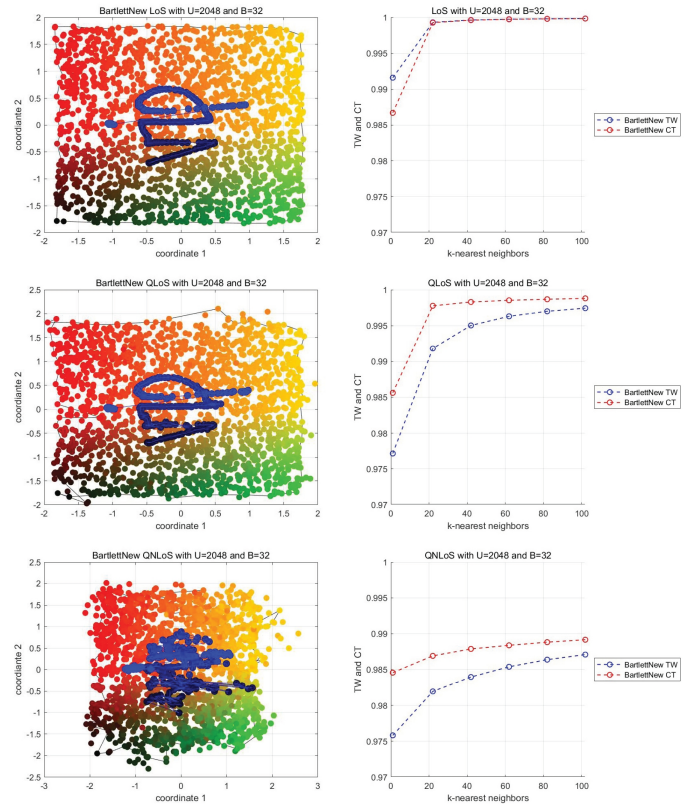 BartlettNew LoS with U=2048 and B=32
coordiante 2
2
1.5
1
0.5
0
-0.5
-1
-1.5
-2
-2 -1.5 -1 -0.5 0 0.5 1 1.5 2
coordinate 1
LoS with U=2048 and B=32
TW and CT
1
0.995
0.99
0.985
0.98
0.975
0.97
0 20 40 60 80 100
k-nearest neighbors
BartlettNew TW
BartlettNew CT
BartlettNew QLoS with U=2048 and B=32
coordiante 2
2.5
2
1.5
1
0.5
0
-0.5
-1
-1.5
-2
-2 -1.5 -1 -0.5 0 0.5 1 1.5 2
coordinate 1
QLoS with U=2048 and B=32
TW and CT
1
0.995
0.99
0.985
0.98
0.975
0.97
0 20 40 60 80 100
k-nearest neighbors
BartlettNew TW
BartlettNew CT
BartlettNew QNLoS with U=2048 and B=32
coordiante 2
2.5
2
1.5
1
0.5
0
-0.5
-1
-1.5
-2
-2.5
-3 -2 -1 0 1 2 3
coordinate 1
QNLoS with U=2048 and B=32
TW and CT
1
0.995
0.99
0.985
0.98
0.975
0.97
0 20 40 60 80 100
k-nearest neighbors
BartlettNew TW
BartlettNew CT